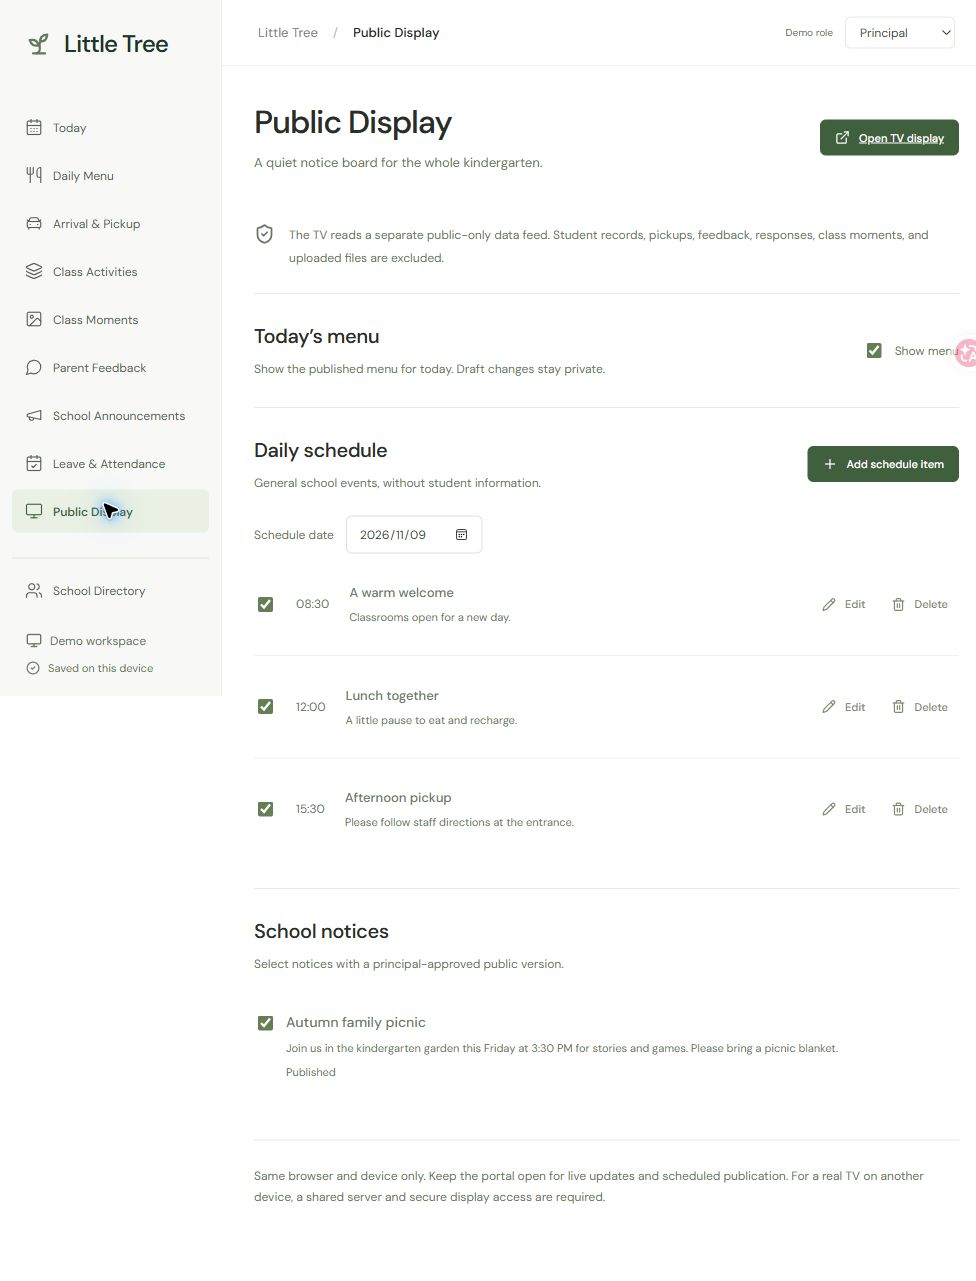 Little Tree
Today
Daily Menu
Arrival & Pickup
Class Activities
Class Moments
Parent Feedback
School Announcements
Leave & Attendance
Public Display
School Directory
Demo workspace
Saved on this device
Little Tree / Public Display
Demo role
Principal
Public Display
A quiet notice board for the whole kindergarten.
Open TV display
The TV reads a separate public-only data feed. Student records, pickups, feedback, responses, class moments, and
uploaded files are excluded.
Today’s menu
Show the published menu for today. Draft changes stay private.
Show menu
Daily schedule
General school events, without student information.
Add schedule item
Schedule date
2026/11/09
08:30
A warm welcome
Classrooms open for a new day.
Edit
Delete
12:00
Lunch together
A little pause to eat and recharge.
Edit
Delete
15:30
Afternoon pickup
Please follow staff directions at the entrance.
Edit
Delete
School notices
Select notices with a principal-approved public version.
Autumn family picnic
Join us in the kindergarten garden this Friday at 3:30 PM for stories and games. Please bring a picnic blanket.
Published
Same browser and device only. Keep the portal open for live updates and scheduled publication. For a real TV on another
device, a shared server and secure display access are required.